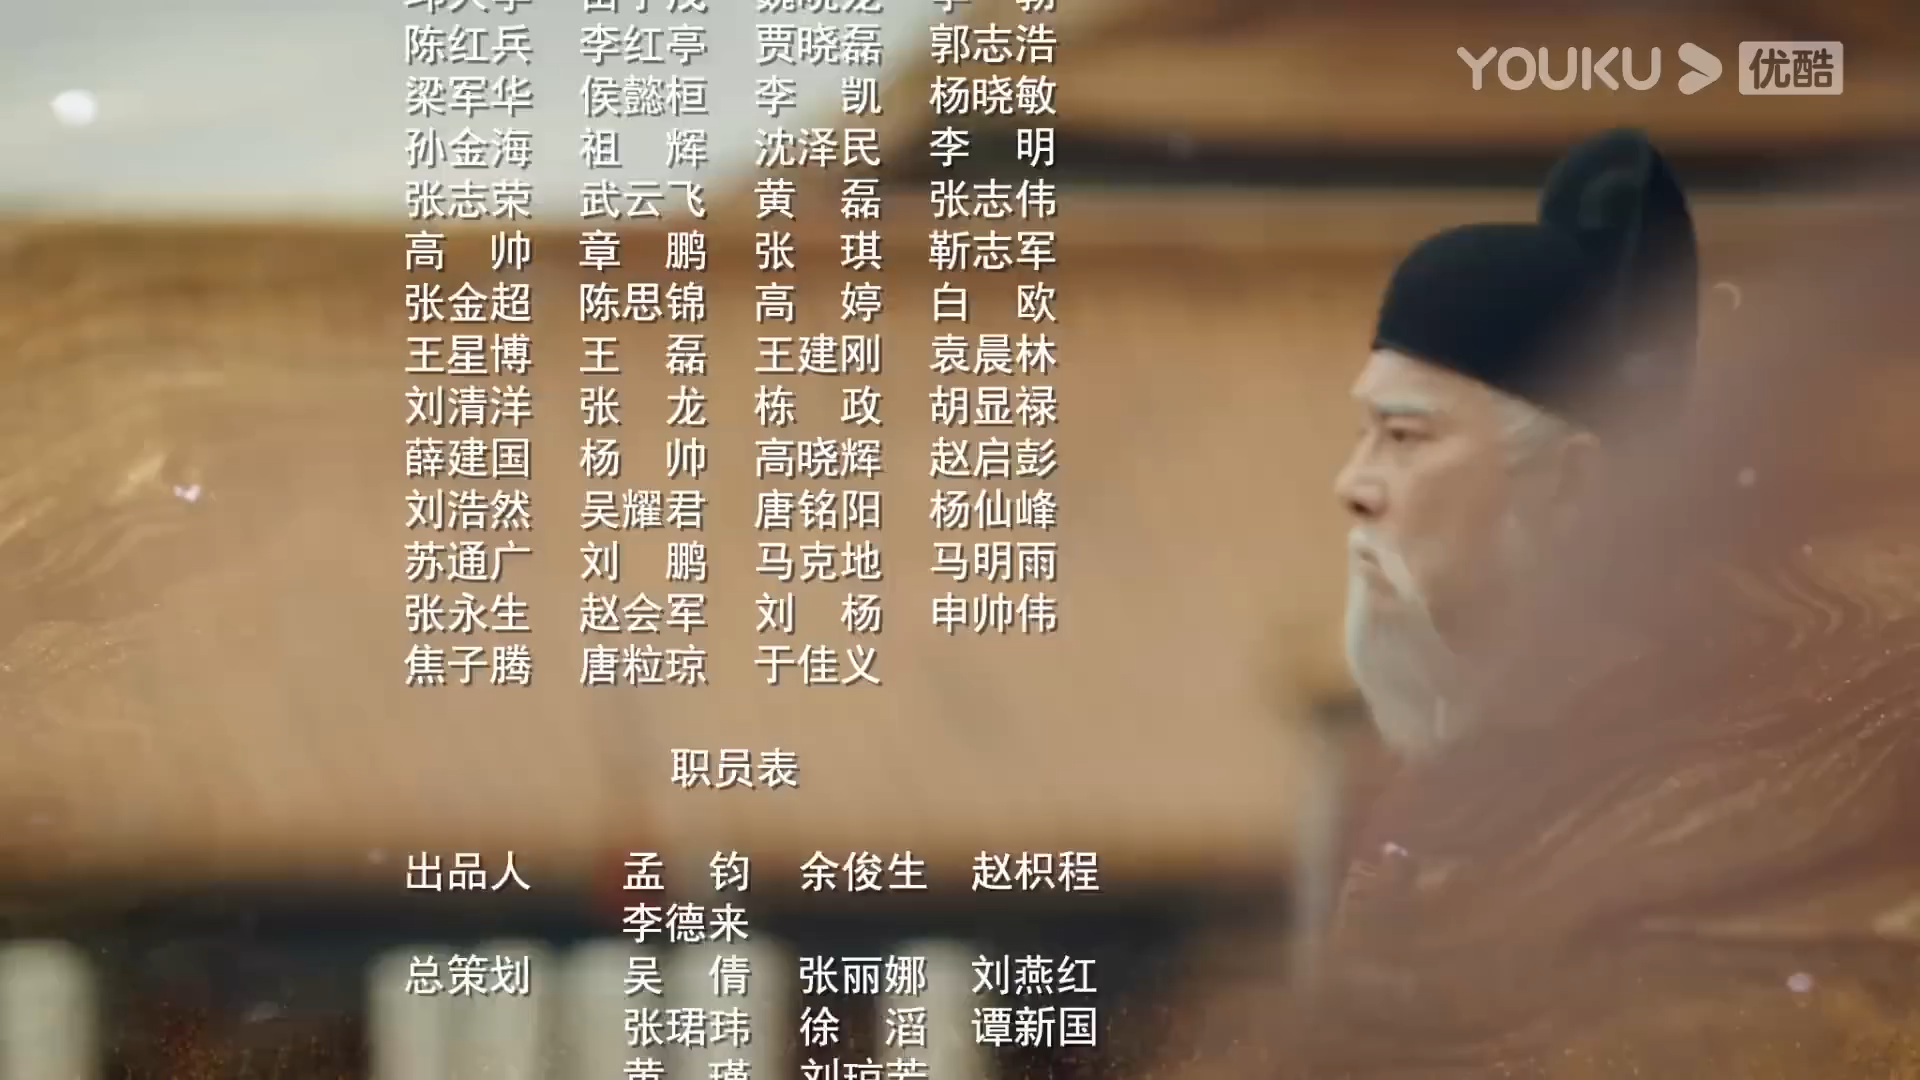 YOUKU 优酷
陈红兵 李红亭 贾晓磊 郭志浩
梁军华 侯懿桓 李 凯 杨晓敏
孙金海 祖 辉 沈泽民 李 明
张志荣 武云飞 黄 磊 张志伟
高 帅 章 鹏 张 琪 靳志军
张金超 陈思锦 高 婷 白 欧
王星博 王 磊 王建刚 袁晨林
刘清洋 张 龙 栋 政 胡显禄
薛建国 杨 帅 高晓辉 赵启彭
刘浩然 吴耀君 唐铭阳 杨仙峰
苏通广 刘 鹏 马克地 马明雨
张永生 赵会军 刘 杨 申帅伟
焦子腾 唐粒琼 于佳义
职员表
出品人 孟 钧 余俊生 赵枳程
李德来
总策划 吴 倩 张丽娜 刘燕红
张珺玮 徐 滔 谭新国